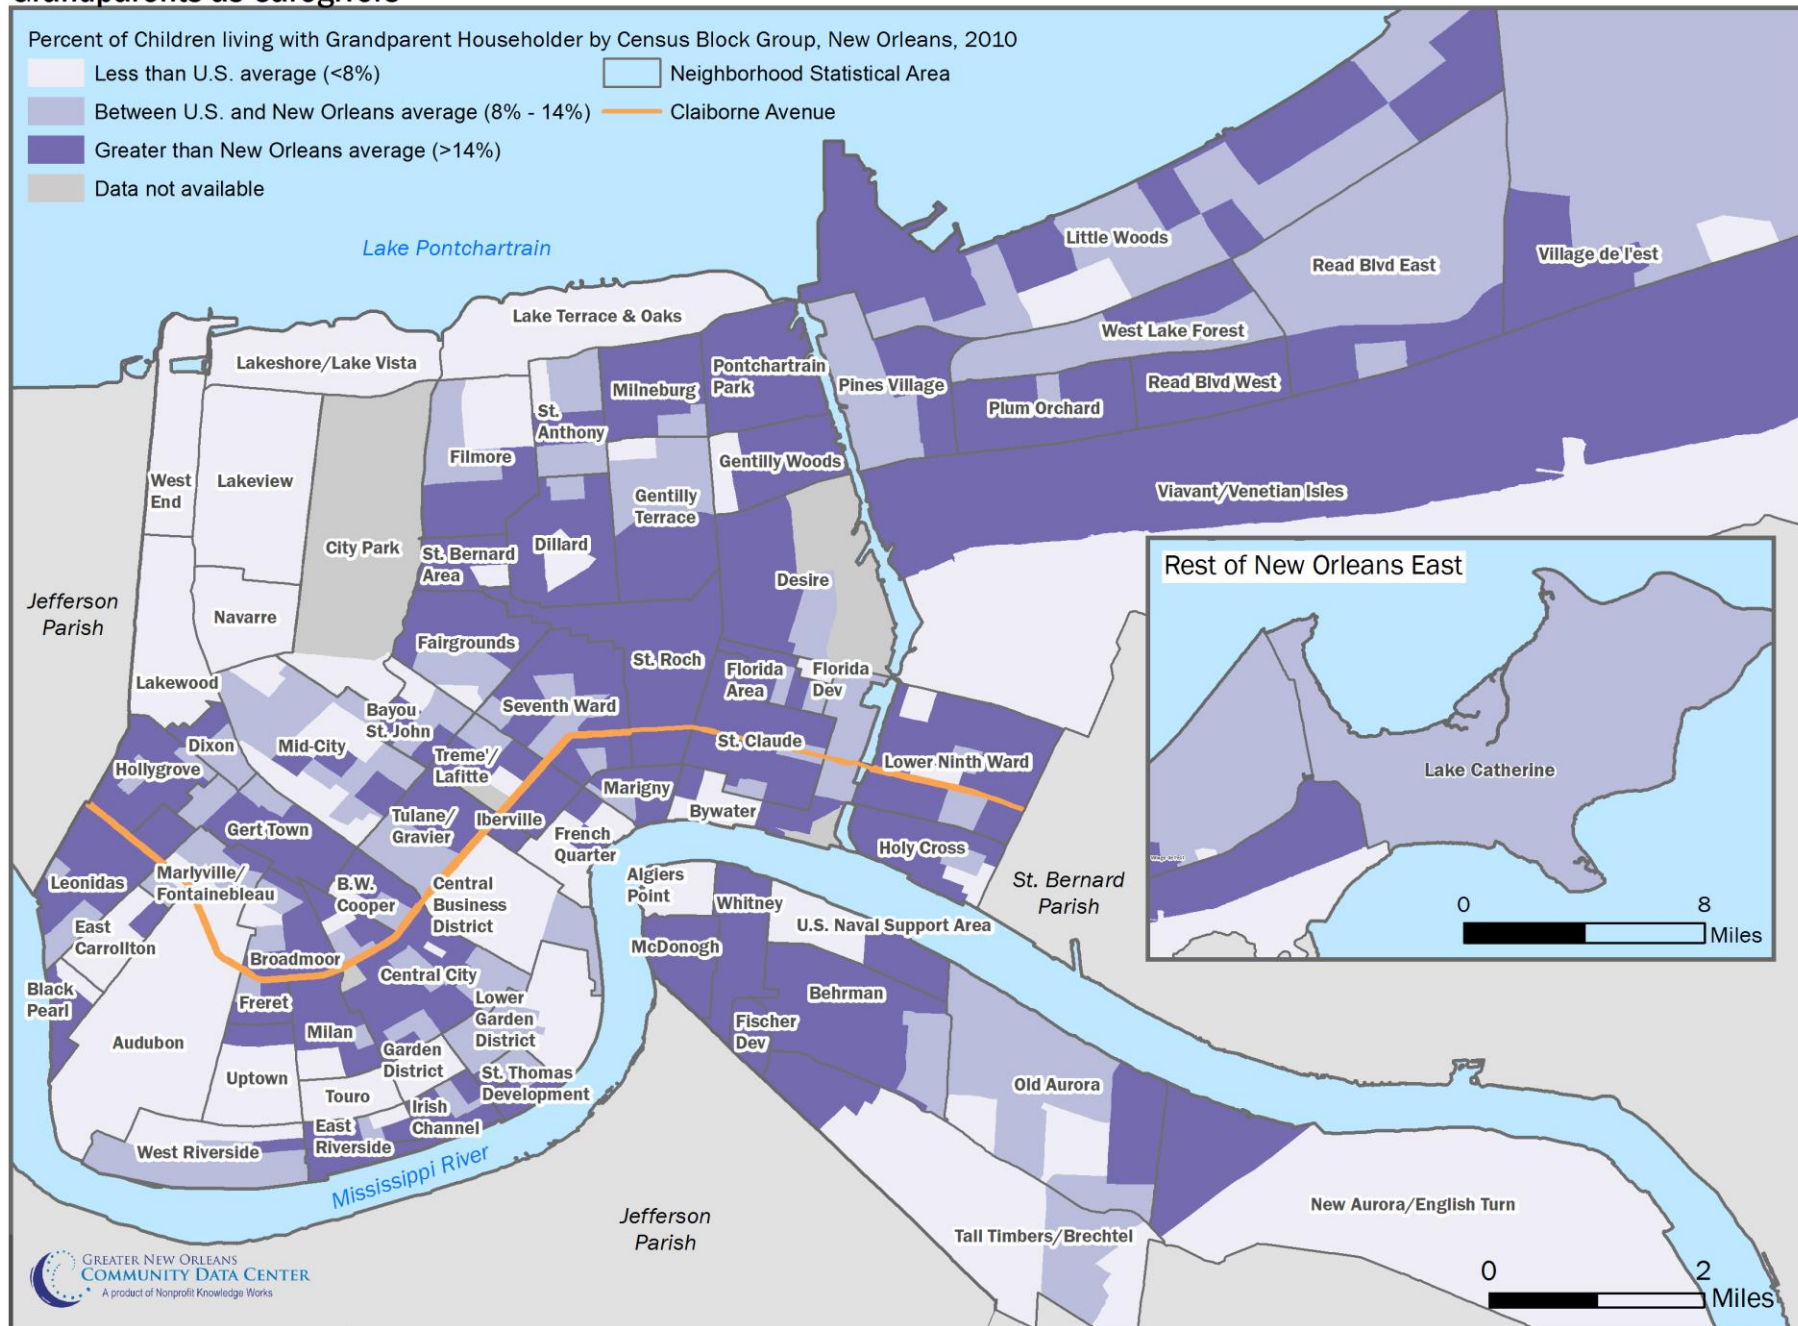 Grandparents as Caregivers
Percent of Children living with Grandparent Householder by Census Block Group, New Orleans, 2010
Less than U.S. average (<8%)
Neighborhood Statistical Area
Between U.S. and New Orleans average (8% - 14%)
Claiborne Avenue
Greater than New Orleans average (>14%)
Data not available
Lake Pontchartrain
Little Woods
Read Blvd East
Village de l'est
Lake Terrace & Oaks
West Lake Forest
Lakeshore/Lake Vista
Pontchartrain
Park
Milneburg
Pines Village
Read Blvd West
Plum Orchard
St.
Anthony
Filmore
Gentilly Woods
West
End
Lakeview
Gentilly
Terrace
Viavant/Venetian Isles
City Park
St. Bernard
Area
Dillard
Desire
Rest of New Orleans East
Jefferson
Parish
Navarre
Fairgrounds
St. Roch
Florida
Area
Florida
Dev
Lakewood
Seventh Ward
Bayou
St. John
Dixon
Mid-City
St. Claude
Treme'/
Lafitte
Hollygrove
Lower Ninth Ward
Lake Catherine
Village de l'est
Marigny
Bywater
Tulane/
Gravier
Iberville
Gert Town
French
Quarter
Holy Cross
Leonidas
Marlyville/
Fontainebleau
B.W.
Cooper
Central
Business
District
Algiers
Point
Whitney
St. Bernard
Parish
U.S. Naval Support Area
0 8
Miles
East
Carrollton
McDonogh
Broadmoor
Central City
Black
Pearl
Freret
Lower
Garden
District
Behrman
Milan
Fischer
Dev
Audubon
Garden
District
Uptown
Touro
St. Thomas
Development
Old Aurora
Irish
Channel
East
Riverside
West Riverside
Mississippi River
New Aurora/English Turn
Jefferson
Parish
Tall Timbers/Brechtel
GREATER NEW ORLEANS
COMMUNITY DATA CENTER
A product of Nonprofit Knowledge Works
0 2
Miles